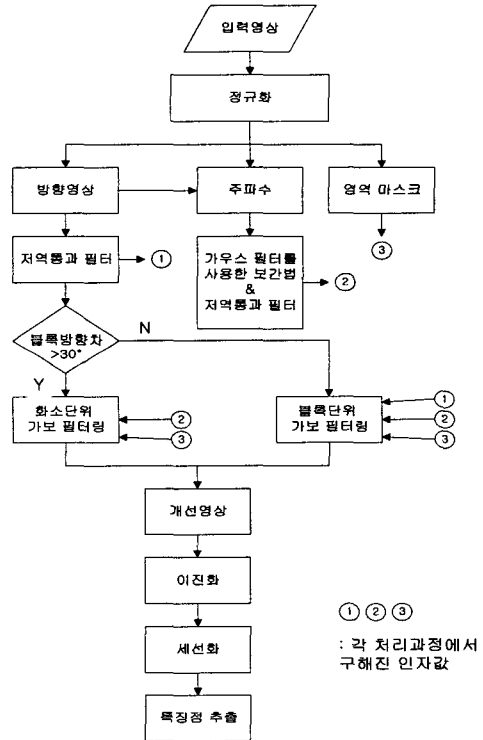 입력영상
정규화
방향영상
주파수
영역 마스크
③
저역통과 필터
①
가우스 필터를
사용한 보간법
&
저역통과 필터
②
블록방향차
>30°
N
Y
화소단위
가보 필터링
②
③
블록단위
가보 필터링
①
②
③
개선영상
이진화
세선화
특징점 추출
① ② ③
: 각 처리과정에서
구해진 인자값